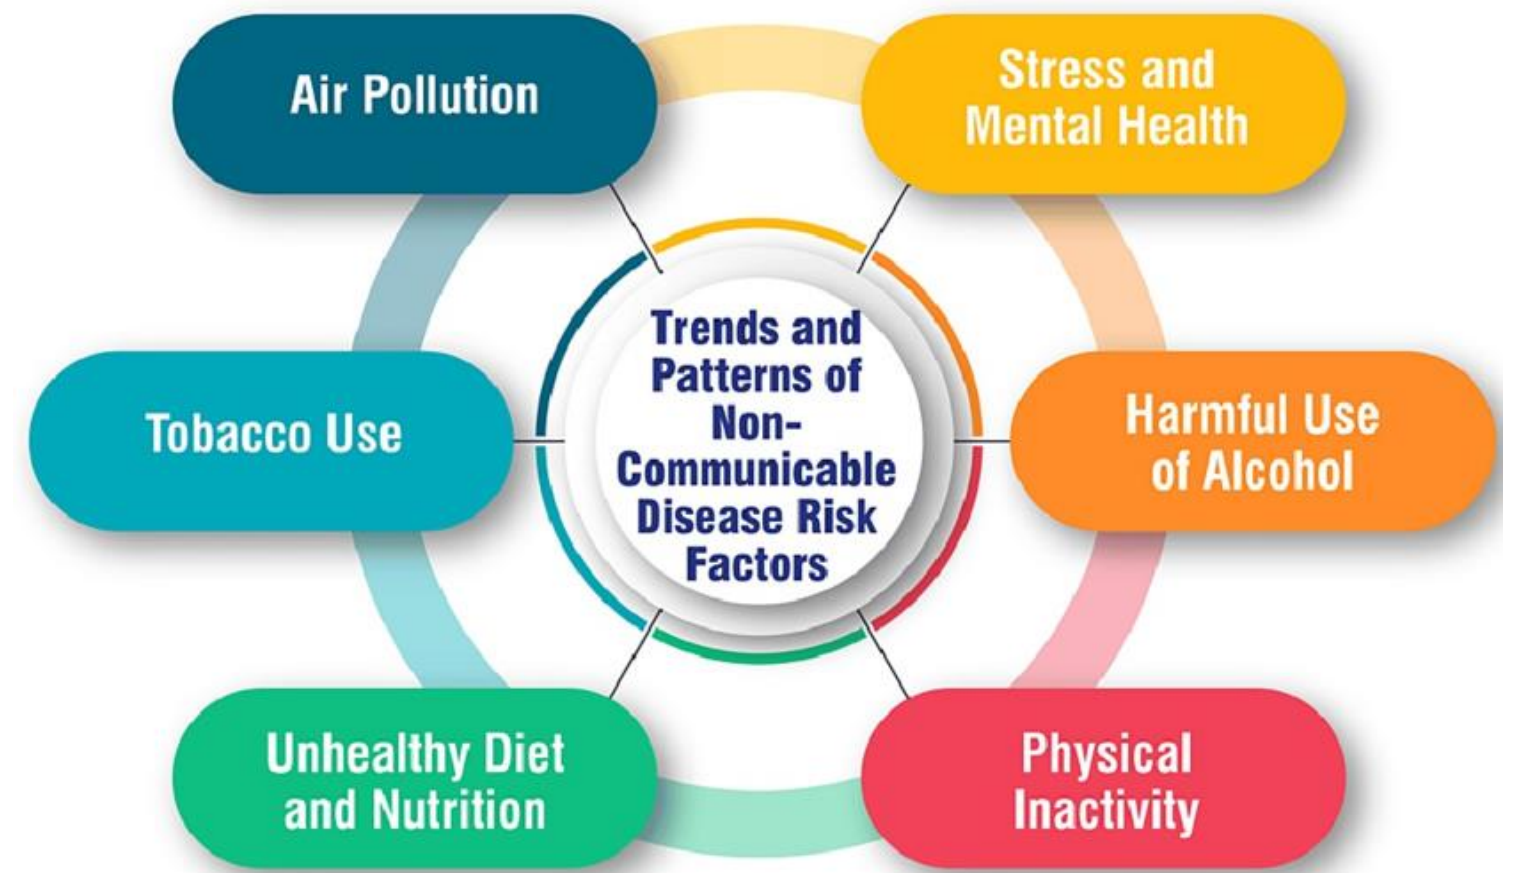 Air Pollution
Stress and
Mental Health
Tobacco Use
Trends and
Patterns of
Non-
Communicable
Disease Risk
Factors
Harmful Use
of Alcohol
Unhealthy Diet
and Nutrition
Physical
Inactivity